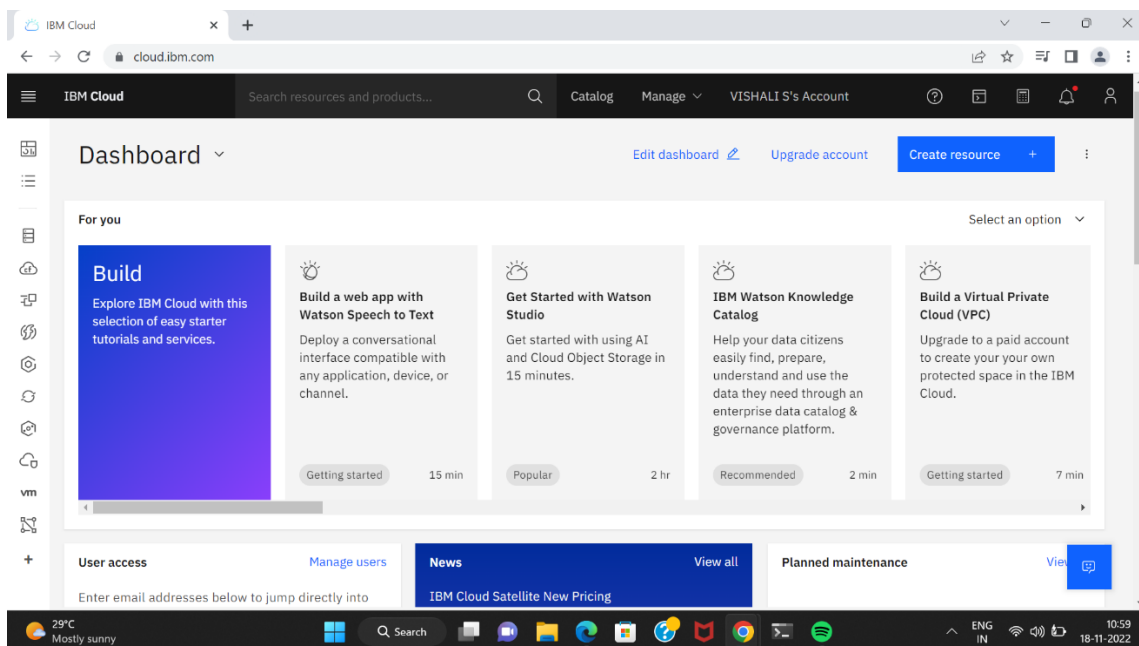 IBM Cloud
cloud.ibm.com
IBM Cloud
Search resources and products...
Catalog
Manage
VISHALI S's Account
Dashboard
Edit dashboard
Upgrade account
Create resource +
For you
Select an option
Build
Explore IBM Cloud with this
selection of easy starter
tutorials and services.
Build a web app with
Watson Speech to Text
Deploy a conversational
interface compatible with
any application, device, or
channel.
Getting started
15 min
Get Started with Watson
Studio
Get started with using AI
and Cloud Object Storage in
15 minutes.
Popular
2 hr
IBM Watson Knowledge
Catalog
Help your data citizens
easily find, prepare,
understand and use the
data they need through an
enterprise data catalog &
governance platform.
Recommended
2 min
Build a Virtual Private
Cloud (VPC)
Upgrade to a paid account
to create your your own
protected space in the IBM
Cloud.
Getting started
7 min
vm
User access
Manage users
Enter email addresses below to jump directly into
News
View all
IBM Cloud Satellite New Pricing
Planned maintenance
29°C
Mostly sunny
Search
ENG
IN
10:59
18-11-2022